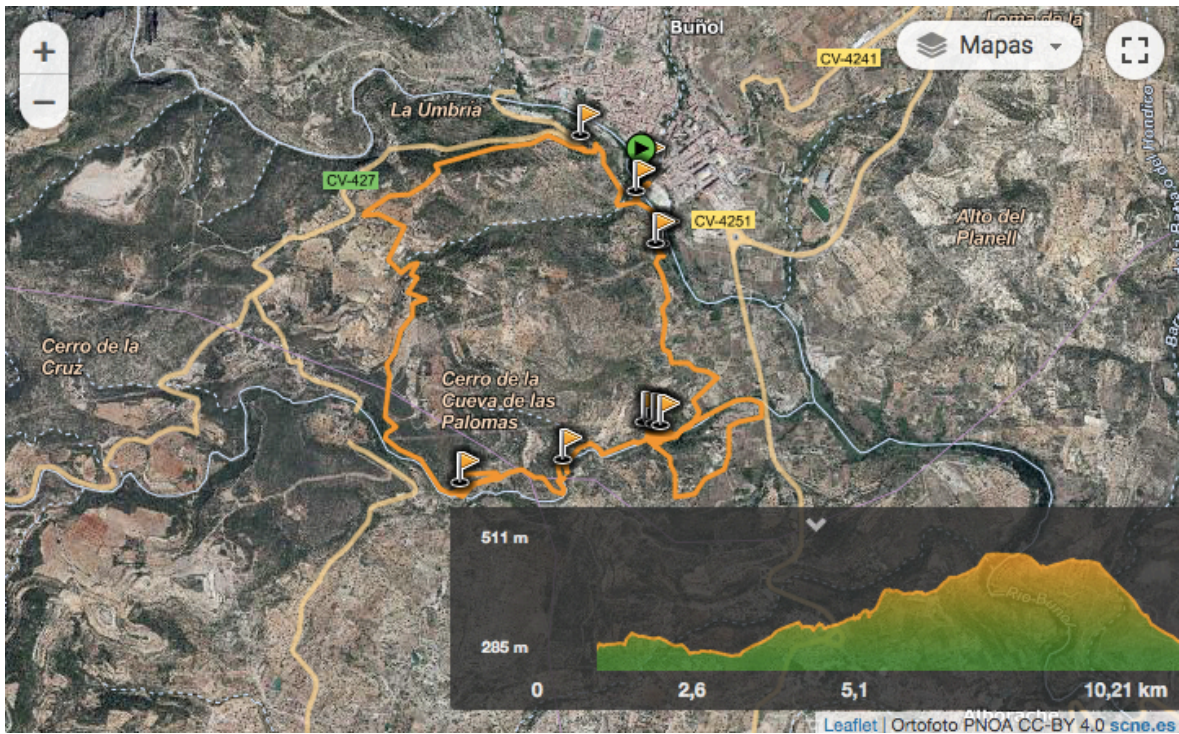 +
−
Buñol
Loma de la
CV-4241
Mapas
La Umbria
CV-427
CV-4251
Alto del
Planell
Cerro de la
Cruz
Cerro de la
Cueva de las
Palomas
511 m
285 m
Río-Buñol
0 2,6 5,1 10,21 km
Alborache
Leaflet | Ortofoto PNOA CC-BY 4.0 scne.es